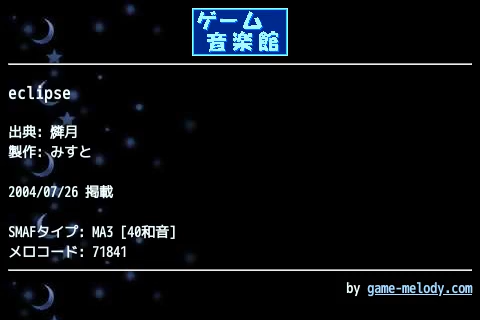 ゲーム
音楽館
eclipse
出典: 燐月
製作: みすと
2004/07/26 掲載
SMAFタイプ: MA3 [40和音]
メロコード: 71841
by game-melody.com